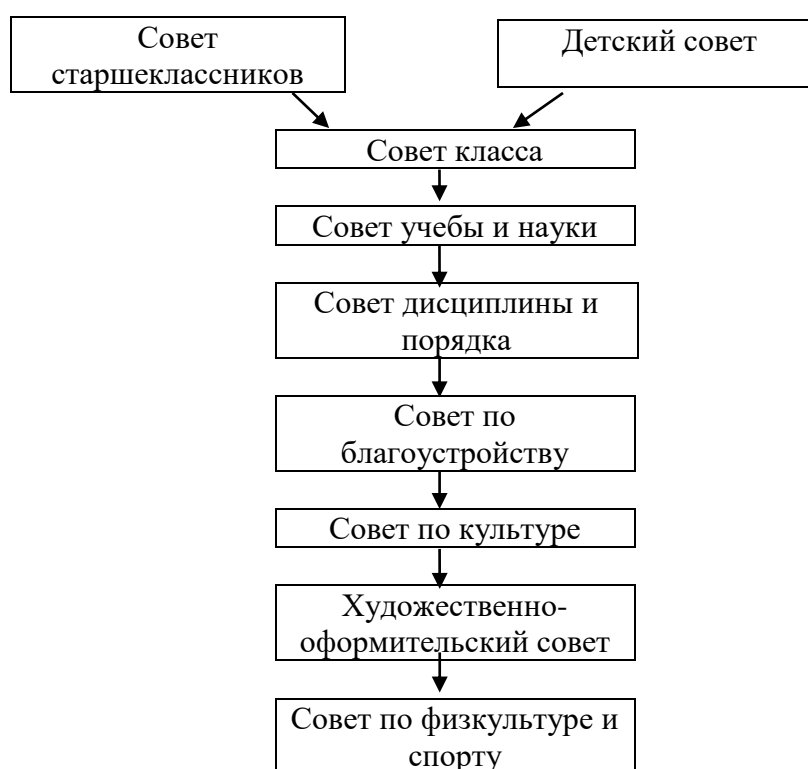 Совет
старшеклассников
Детский совет
Совет класса
Совет учебы и науки
Совет дисциплины и
порядка
Совет по
благоустройству
Совет по культуре
Художественно-
оформительский совет
Совет по физкультуре и
спорту